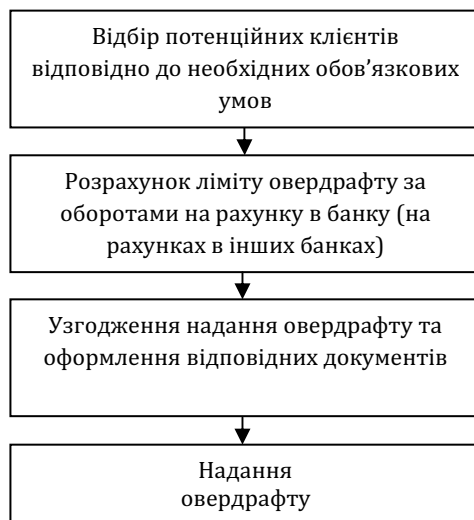 Відбір потенційних клієнтів
відповідно до необхідних обов’язкових
умов
Розрахунок ліміту овердрафту за
оборотами на рахунку в банку (на
рахунках в інших банках)
Узгодження надання овердрафту та
оформлення відповідних документів
Надання
овердрафту